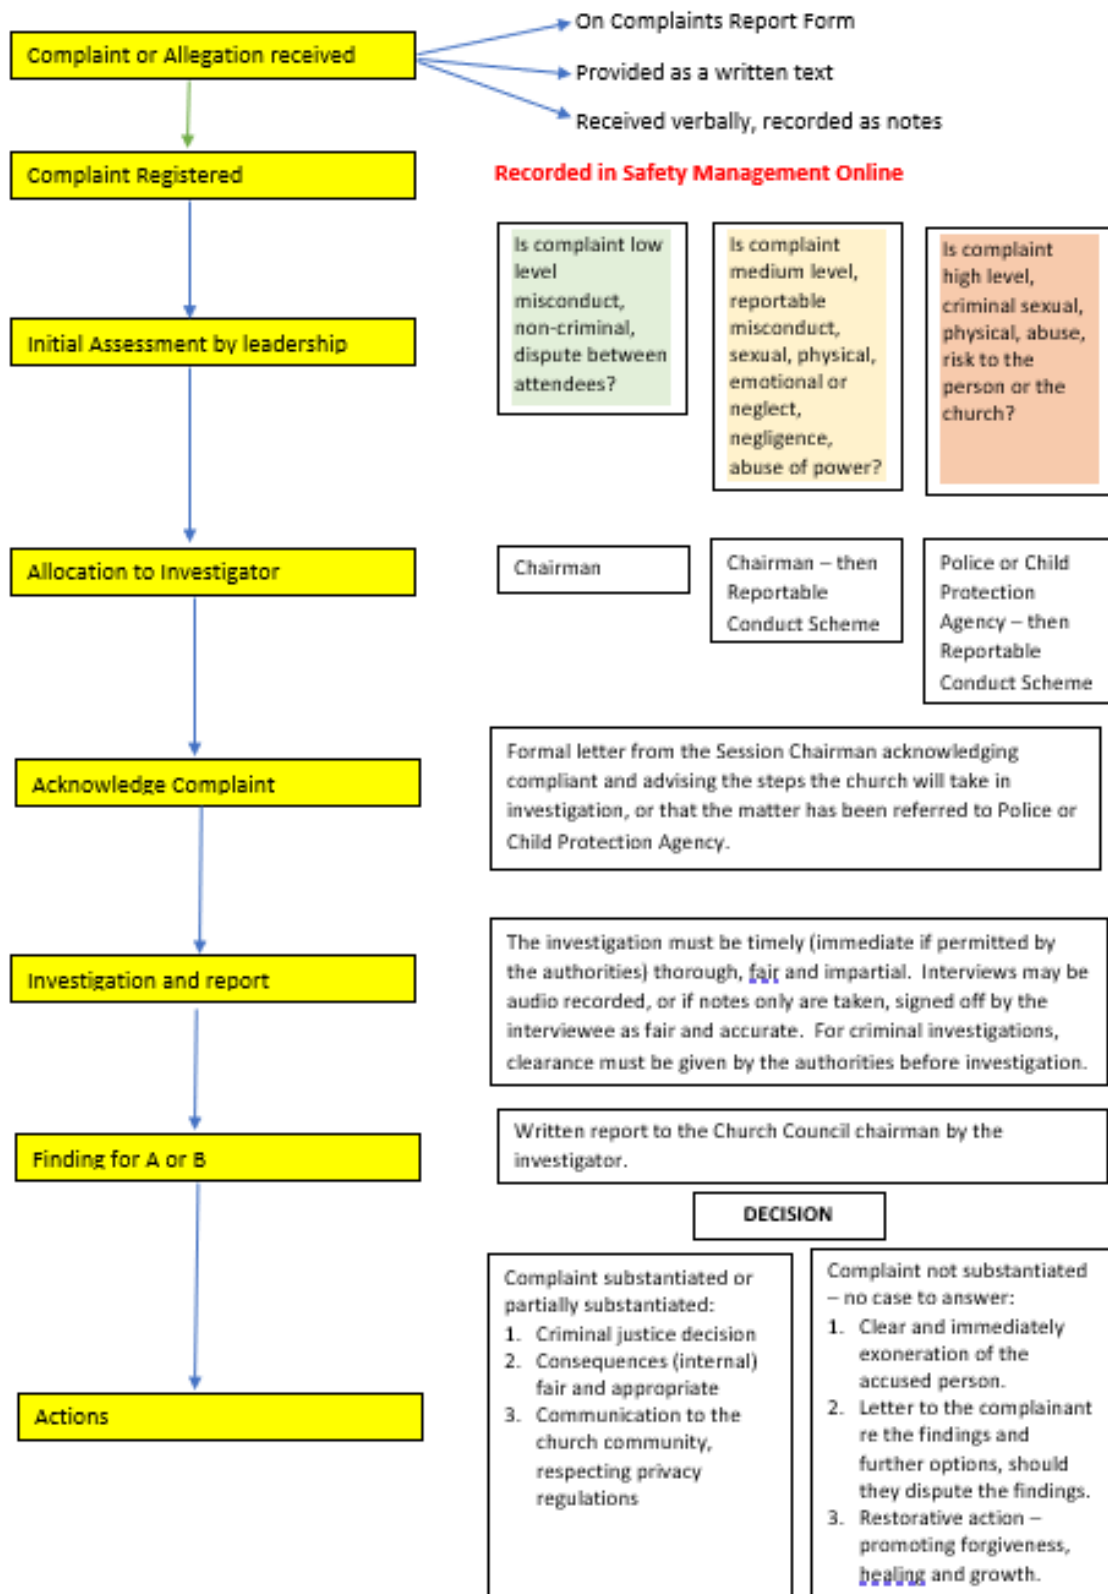 On Complaints Report Form
Complaint or Allegation received
Provided as a written text
Received verbally, recorded as notes
Complaint Registered
Recorded in Safety Management Online
Is complaint low
level
misconduct,
non-criminal,
dispute between
attendees?
Is complaint
medium level,
reportable
misconduct,
sexual, physical,
emotional or
neglect,
negligence,
abuse of power?
Is complaint
high level,
criminal sexual,
physical, abuse,
risk to the
person or the
church?
Initial Assessment by leadership
Allocation to Investigator
Chairman
Chairman – then
Reportable
Conduct Scheme
Police or Child
Protection
Agency – then
Reportable
Conduct Scheme
Acknowledge Complaint
Formal letter from the Session Chairman acknowledging
compliant and advising the steps the church will take in
investigation, or that the matter has been referred to Police or
Child Protection Agency.
Investigation and report
The investigation must be timely (immediate if permitted by
the authorities) thorough, fair and impartial. Interviews may be
audio recorded, or if notes only are taken, signed off by the
interviewee as fair and accurate. For criminal investigations,
clearance must be given by the authorities before investigation.
Finding for A or B
Written report to the Church Council chairman by the
investigator.
DECISION
Complaint substantiated or
partially substantiated:
1. Criminal justice decision
2. Consequences (internal)
fair and appropriate
3. Communication to the
church community,
respecting privacy
regulations
Complaint not substantiated
– no case to answer:
1. Clear and immediately
exoneration of the
accused person.
2. Letter to the complainant
re the findings and
further options, should
they dispute the findings.
3. Restorative action –
promoting forgiveness,
healing and growth.
Actions